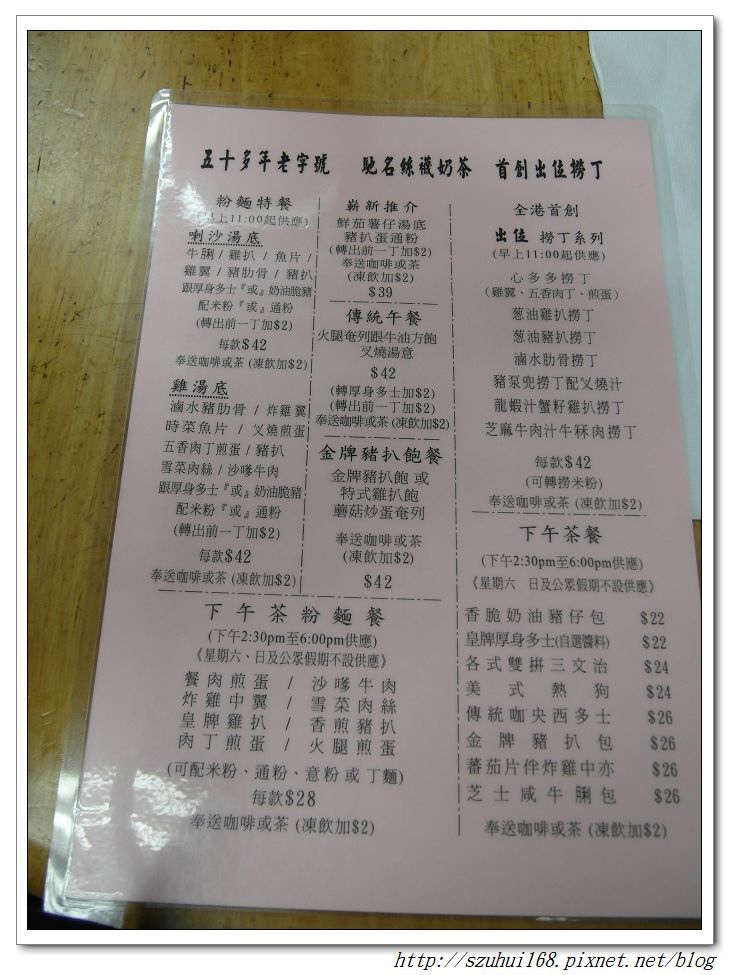 五十多年老字號 馳名絲襪奶茶 首創出位撈丁
粉麵特餐
(早上11:00起供應)
喇沙湯底
牛脷 / 雞扒 / 魚片 /
雞翼 / 豬肋骨 / 豬扒
跟厚身多士『或』奶油脆豬
配米粉『或』通粉
(轉出前一丁加$2)
每款$42
奉送咖啡或茶 (凍飲加$2)
雞湯底
滷水豬肋骨 / 炸雞翼
時菜魚片 / 叉燒煎蛋
五香肉丁煎蛋 / 豬扒
雪菜肉絲 / 沙嗲牛肉
跟厚身多士『或』奶油脆豬
配米粉『或』通粉
(轉出前一丁加$2)
每款$42
奉送咖啡或茶 (凍飲加$2)
嶄新推介
鮮茄薯仔湯底
豬扒蛋通粉
(轉出前一丁加$2)
奉送咖啡或茶
(凍飲加$2)
$39
傳統午餐
火腿奄列跟牛油方飽
叉燒湯意
$42
(轉厚身多士加$2)
(轉出前一丁加$2)
奉送咖啡或茶 (凍飲加$2)
金牌豬扒飽餐
金牌豬扒飽 或
特式雞扒飽
蘑菇炒蛋奄列
奉送咖啡或茶
(凍飲加$2)
$42
全港首創
出位 撈丁系列
(早上11:00起供應)
心多多撈丁
(雞翼、五香肉丁、煎蛋)
葱油雞扒撈丁
葱油豬扒撈丁
滷水肋骨撈丁
豬泵兜撈丁配叉燒汁
龍蝦汁蟹籽雞扒撈丁
芝麻牛肉汁牛冧肉撈丁
每款$42
(可轉撈米粉)
奉送咖啡或茶 (凍飲加$2)
下午茶粉麵餐
(下午2:30pm至6:00pm供應)
《星期六、日及公眾假期不設供應》
餐肉煎蛋 / 沙嗲牛肉
炸雞中翼 / 雪菜肉絲
皇牌雞扒 / 香煎豬扒
肉丁煎蛋 / 火腿煎蛋
(可配米粉、通粉、意粉或丁麵)
每款$28
奉送咖啡或茶 (凍飲加$2)
下午茶餐
(下午2:30pm至6:00pm供應)
《星期六 日及公眾假期不設供應》
香脆奶油豬仔包 $22
皇牌厚身多士(自選醬料) $22
各式雙拼三文治 $24
美式熱狗 $24
傳統咖央西多士 $26
金牌豬扒包 $26
蕃茄片伴炸雞中亦 $26
芝士咸牛脷包 $26
奉送咖啡或茶 (凍飲加$2)
http://szuhui168.pixnet.net/blog